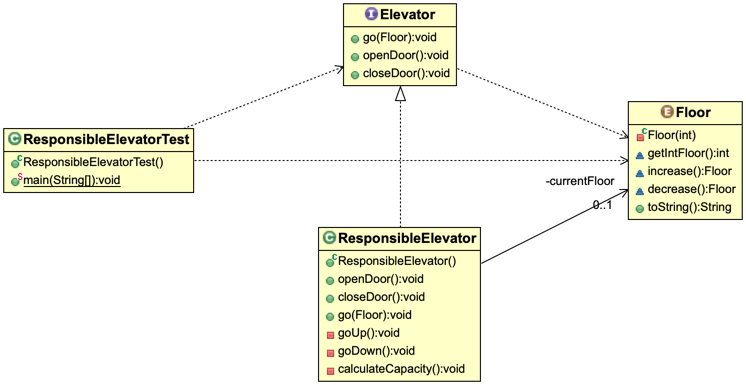 I Elevator
go(Floor):void
openDoor():void
closeDoor():void
E Floor
C Floor(int)
getIntFloor():int
increase():Floor
decrease():Floor
toString():String
C ResponsibleElevatorTest
C ResponsibleElevatorTest()
S main(String[]):void
-currentFloor
0..1
C ResponsibleElevator
C ResponsibleElevator()
openDoor():void
closeDoor():void
go(Floor):void
goUp():void
goDown():void
calculateCapacity():void